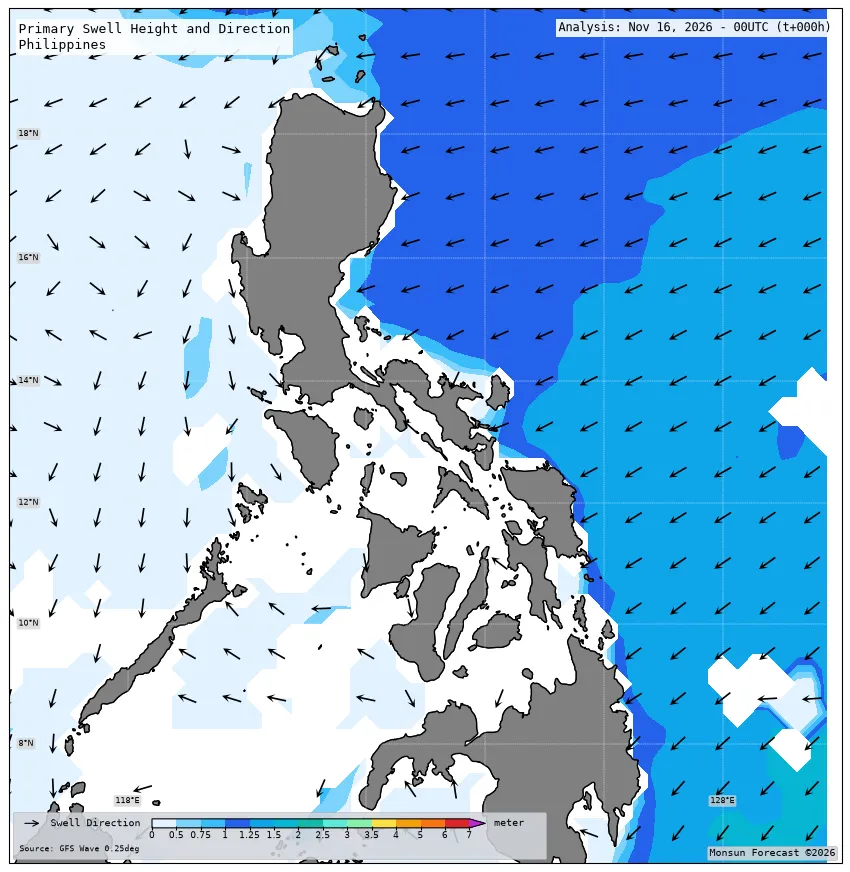 Primary Swell Height and Direction
Philippines
Analysis: Nov 16, 2026 - 00UTC (t+000h)
18°N
16°N
14°N
12°N
10°N
8°N
118°E
128°E
Swell Direction
0 0.5 0.75 1 1.25 1.5 2 2.5 3 3.5 4 5 6 7
meter
Source: GFS Wave 0.25deg
Monsun Forecast ©2026